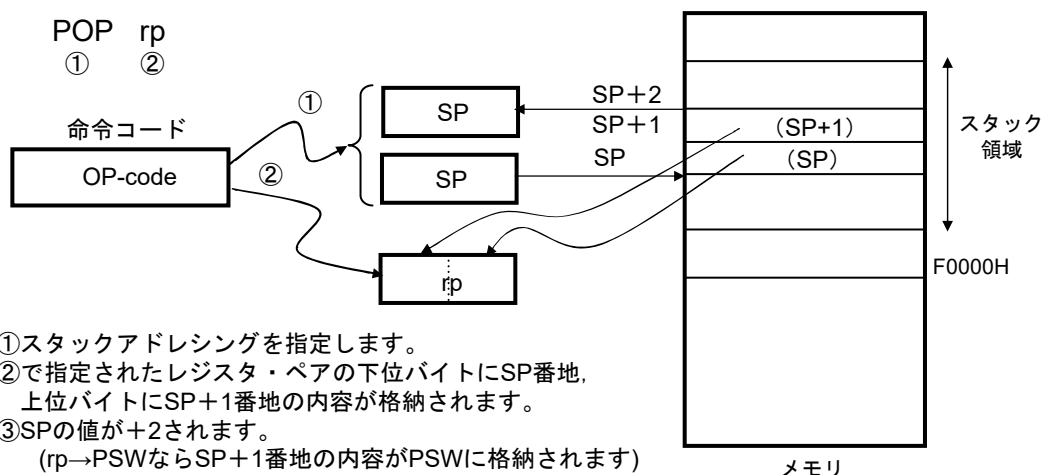 POP rp
① ②
命令コード
OP-code
①
②
SP
SP
rp
SP+2
SP+1
SP
(SP+1)
(SP)
スタック
領域
F0000H
メモリ
①スタックアドレシングを指定します。
②で指定されたレジスタ・ペアの下位バイトにSP番地,
上位バイトにSP+1番地の内容が格納されます。
③SPの値が+2されます。
(rp→PSWならSP+1番地の内容がPSWに格納されます)